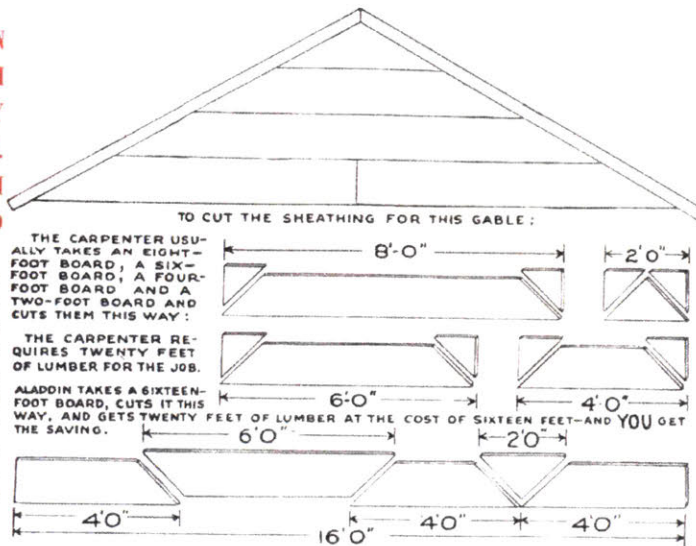 TO CUT THE SHEATHING FOR THIS GABLE:
THE CARPENTER USU-
ALLY TAKES AN EIGHT-
FOOT BOARD, A SIX-
FOOT BOARD, A FOUR-
FOOT BOARD AND A
TWO-FOOT BOARD AND
CUTS THEM THIS WAY:
8'-0"
2'0"
THE CARPENTER RE-
QUIRES TWENTY FEET
OF LUMBER FOR THE JOB.
6'0"
4'0"
ALADDIN TAKES A SIXTEEN-
FOOT BOARD, CUTS IT THIS
WAY, AND GETS TWENTY FEET OF LUMBER AT THE COST OF SIXTEEN FEET—AND YOU GET
THE SAVING.
6'0"
2'0"
4'0"
4'0"
4'0"
16'0"